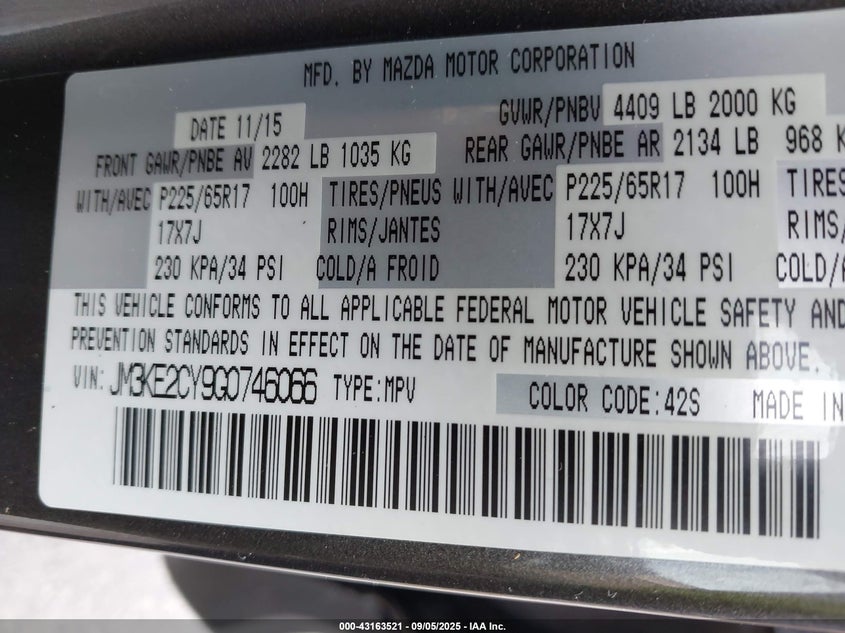 MFD. BY MAZDA MOTOR CORPORATION
DATE 11/15 GVWR/PNBV 4409 LB 2000 KG
FRONT GAWR/PNBE AV 2282 LB 1035 KG REAR GAWR/PNBE AR 2134 LB 968 K
WITH/AVEC P225/65R17 100H TIRES/PNEUS WITH/AVEC P225/65R17 100H TIRES
17X7J RIMS/JANTES 17X7J RIMS/
230 KPA/34 PSI COLD/A FROID 230 KPA/34 PSI COLD/A
THIS VEHICLE CONFORMS TO ALL APPLICABLE FEDERAL MOTOR VEHICLE SAFETY AND
PREVENTION STANDARDS IN EFFECT ON THE DATE OF MANUFACTURE SHOWN ABOVE.
VIN: JM3KE2CY9G0746066 TYPE:MPV COLOR CODE:42S MADE IN
000-43163521 - 09/05/2025 - IAA Inc.